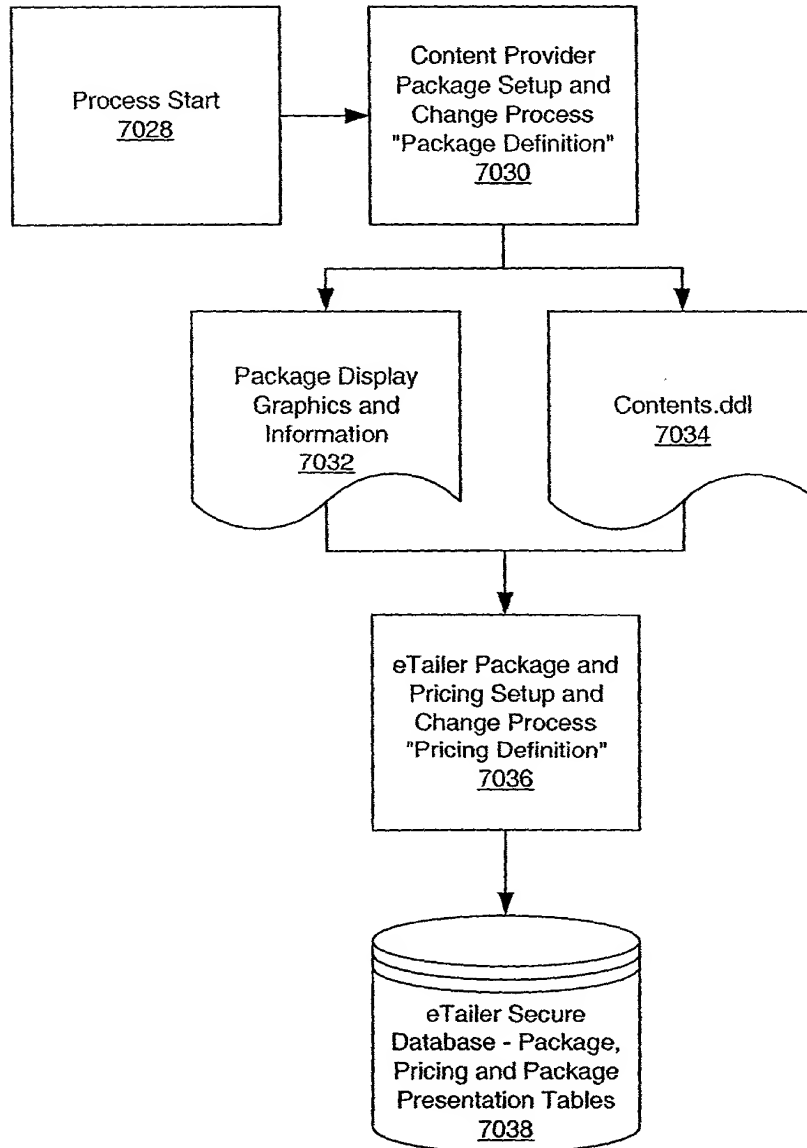 Process Start
7028
Content Provider
Package Setup and
Change Process
"Package Definition"
7030
Package Display
Graphics and
Information
7032
Contents.ddl
7034
eTailer Package and
Pricing Setup and
Change Process
"Pricing Definition"
7036
eTailer Secure
Database - Package,
Pricing and Package
Presentation Tables
7038